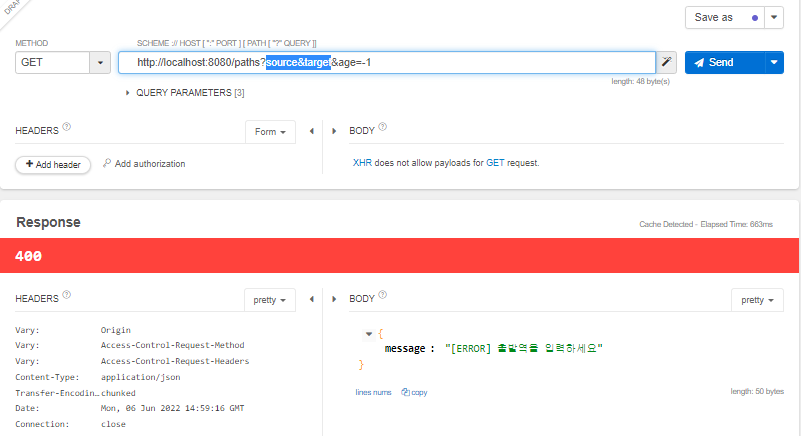 DRAFT
Save as
METHOD
SCHEME :// HOST [ ":" PORT ] [ PATH [ "?" QUERY ]]
GET
http://localhost:8080/paths?source&target&age=-1
Send
length: 48 byte(s)
QUERY PARAMETERS [3]
HEADERS
Form
BODY
Add header
Add authorization
XHR does not allow payloads for GET request.
Response
Cache Detected - Elapsed Time: 663ms
400
HEADERS
pretty
BODY
pretty
Vary: Origin
Vary: Access-Control-Request-Method
Vary: Access-Control-Request-Headers
Content-Type: application/json
Transfer-Encodin… chunked
Date: Mon, 06 Jun 2022 14:59:16 GMT
Connection: close
{
message : "[ERROR] 출발역을 입력하세요"
}
lines nums
copy
length: 50 bytes